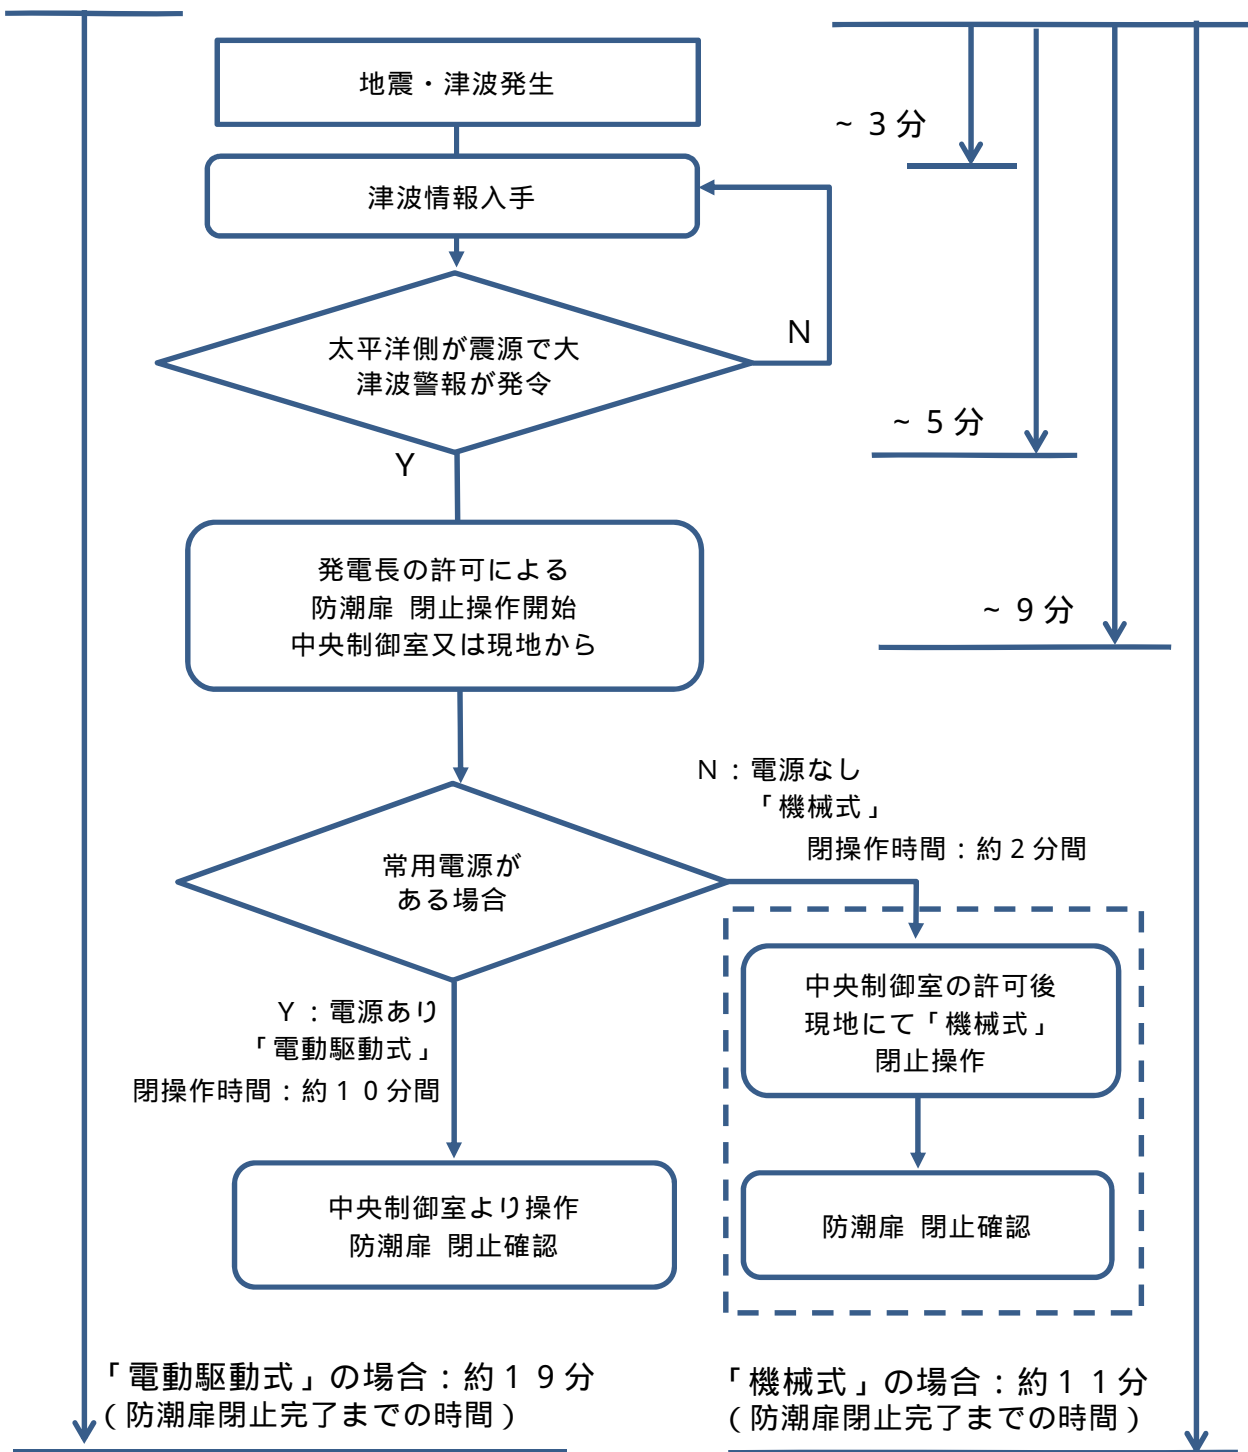 地震・津波発生
~３分
津波情報入手
太平洋側が震源で大
津波警報が発令
Ｎ
~５分
Ｙ
発電長の許可による
防潮扉 閉止操作開始
中央制御室又は現地から
~９分
Ｎ：電源なし
「機械式」
閉操作時間：約２分間
常用電源が
ある場合
中央制御室の許可後
現地にて「機械式」
閉止操作
Ｙ：電源あり
「電動駆動式」
閉操作時間：約１０分間
中央制御室より操作
防潮扉 閉止確認
防潮扉 閉止確認
「電動駆動式」の場合：約１９分
（防潮扉閉止完了までの時間）
「機械式」の場合：約１１分
（防潮扉閉止完了までの時間）